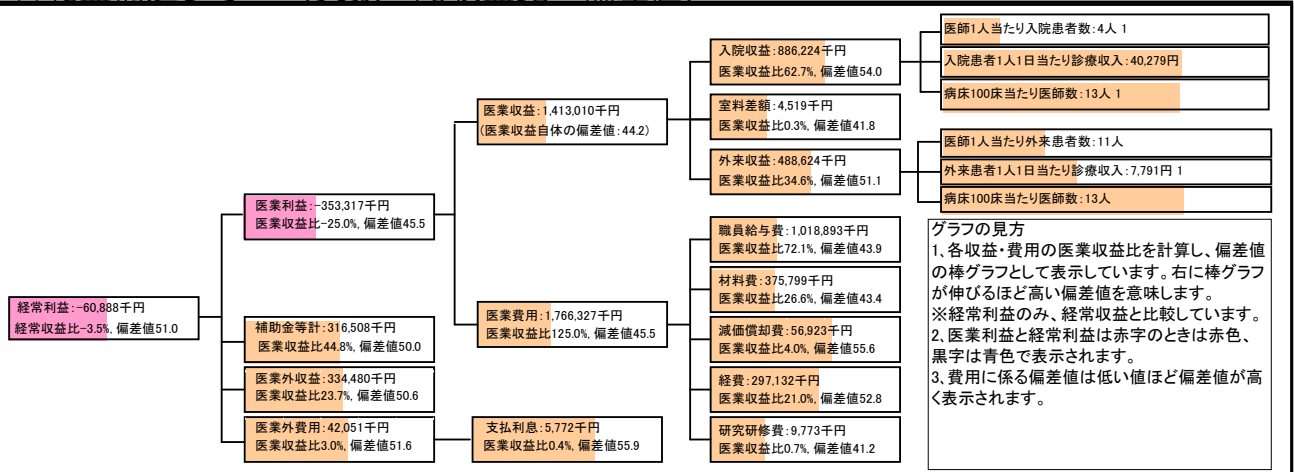 経常利益:-60,888千円
経常収益比-3.5%, 偏差値51.0
医業利益:-353,317千円
医業収益比-25.0%, 偏差値45.5
補助金等計:316,508千円
医業収益比44.8%, 偏差値50.0
医業外収益:334,480千円
医業収益比23.7%, 偏差値50.6
医業外費用:42,051千円
医業収益比3.0%, 偏差値51.6
医業収益:1,413,010千円
(医業収益自体の偏差値:44.2)
医業費用:1,766,327千円
医業収益比125.0%, 偏差値45.5
支払利息:5,772千円
医業収益比0.4%, 偏差値55.9
入院収益:886,224千円
医業収益比62.7%, 偏差値54.0
室料差額:4,519千円
医業収益比0.3%, 偏差値41.8
外来収益:488,624千円
医業収益比34.6%, 偏差値51.1
職員給与費:1,018,893千円
医業収益比72.1%, 偏差値43.9
材料費:375,799千円
医業収益比26.6%, 偏差値43.4
減価償却費:56,923千円
医業収益比4.0%, 偏差値55.6
経費:297,132千円
医業収益比21.0%, 偏差値52.8
研究研修費:9,773千円
医業収益比0.7%, 偏差値41.2
医師1人当たり入院患者数:4人 1
入院患者1人1日当たり診療収入:40,279円
病床100床当たり医師数:13人 1
医師1人当たり外来患者数:11人
外来患者1人1日当たり診療収入:7,791円 1
病床100床当たり医師数:13人
グラフの見方
1、各収益・費用の医業収益比を計算し、偏差値
の棒グラフとして表示しています。右に棒グラフ
が伸びるほど高い偏差値を意味します。
※経常利益のみ、経常収益と比較しています。
2、医業利益と経常利益は赤字のときは赤色、
黒字は青色で表示されます。
3、費用に係る偏差値は低い値ほど偏差値が高
く表示されます。